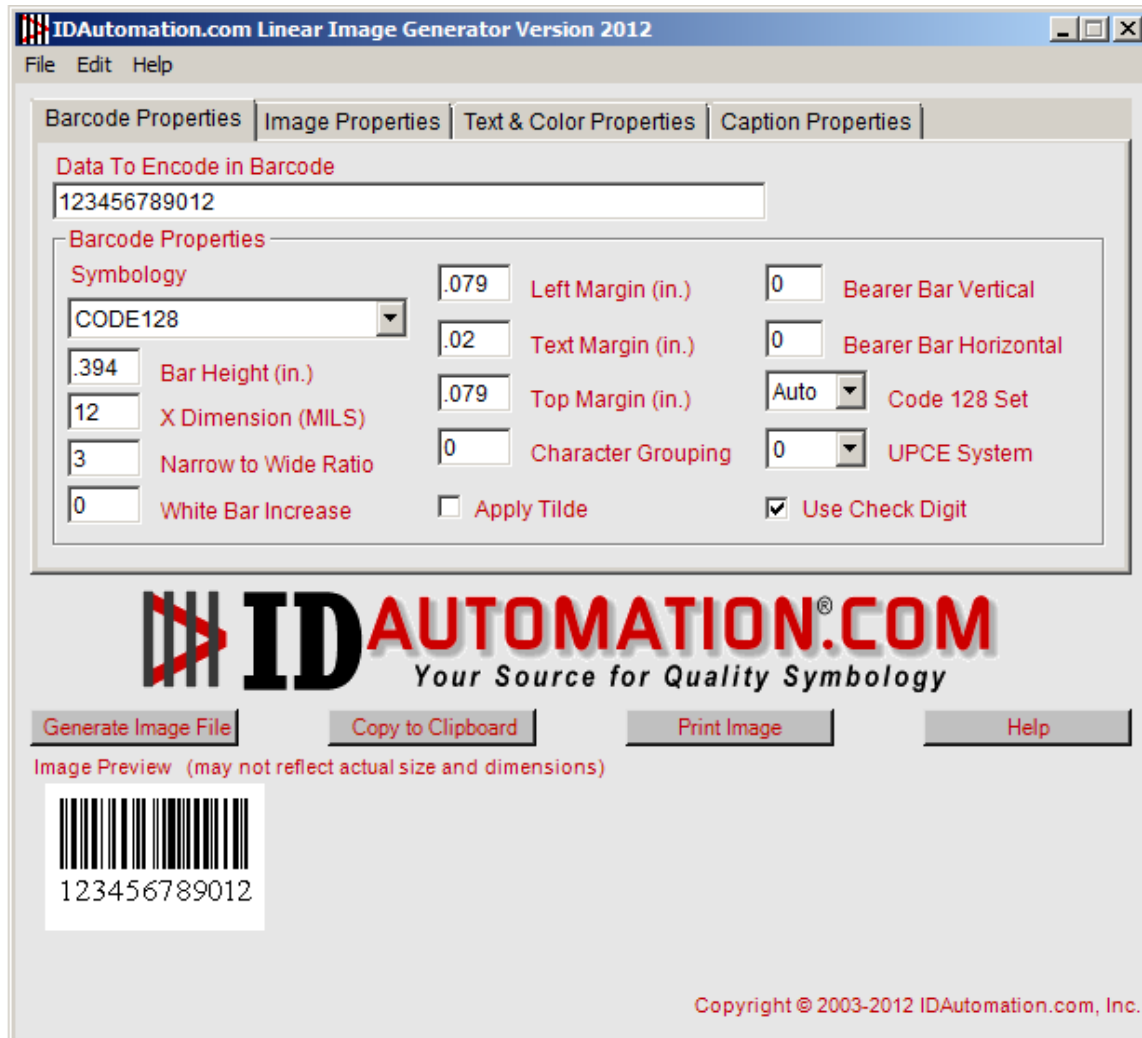 IDAutomation.com Linear Image Generator Version 2012
File Edit Help
Barcode Properties Image Properties Text & Color Properties Caption Properties
Data To Encode in Barcode
123456789012
Barcode Properties
Symbology
CODE128
.394 Bar Height (in.)
12 X Dimension (MILS)
3 Narrow to Wide Ratio
0 White Bar Increase
.079 Left Margin (in.)
.02 Text Margin (in.)
.079 Top Margin (in.)
0 Character Grouping
Apply Tilde
0 Bearer Bar Vertical
0 Bearer Bar Horizontal
Auto Code 128 Set
0 UPCE System
Use Check Digit
IDAUTOMATION.COM®
Your Source for Quality Symbology
Generate Image File Copy to Clipboard Print Image Help
Image Preview (may not reflect actual size and dimensions)
123456789012
Copyright © 2003-2012 IDAutomation.com, Inc.